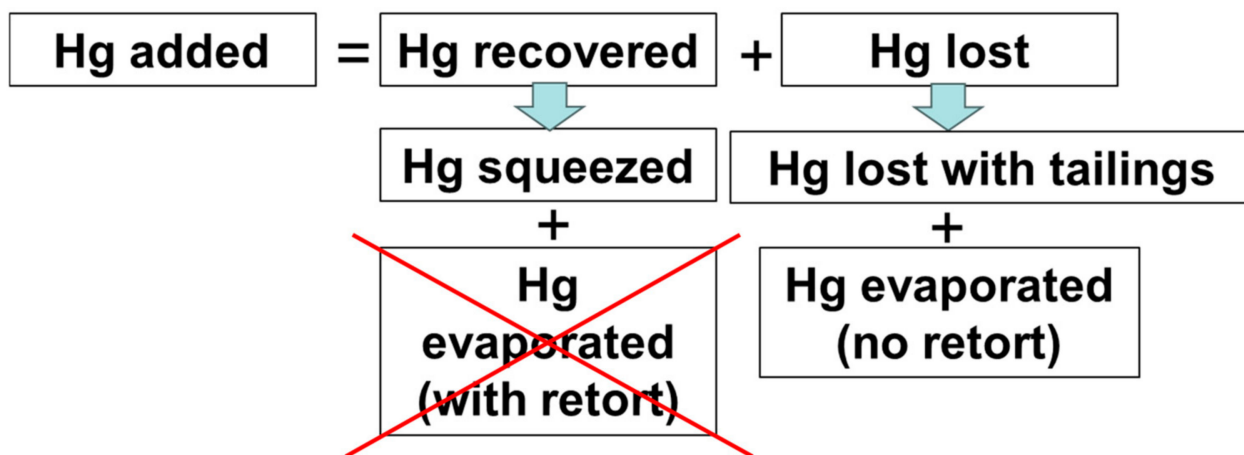 Hg added = Hg recovered + Hg lost
Hg squeezed
Hg lost with tailings
+
+
Hg
evaporated
(with retort)
Hg evaporated
(no retort)